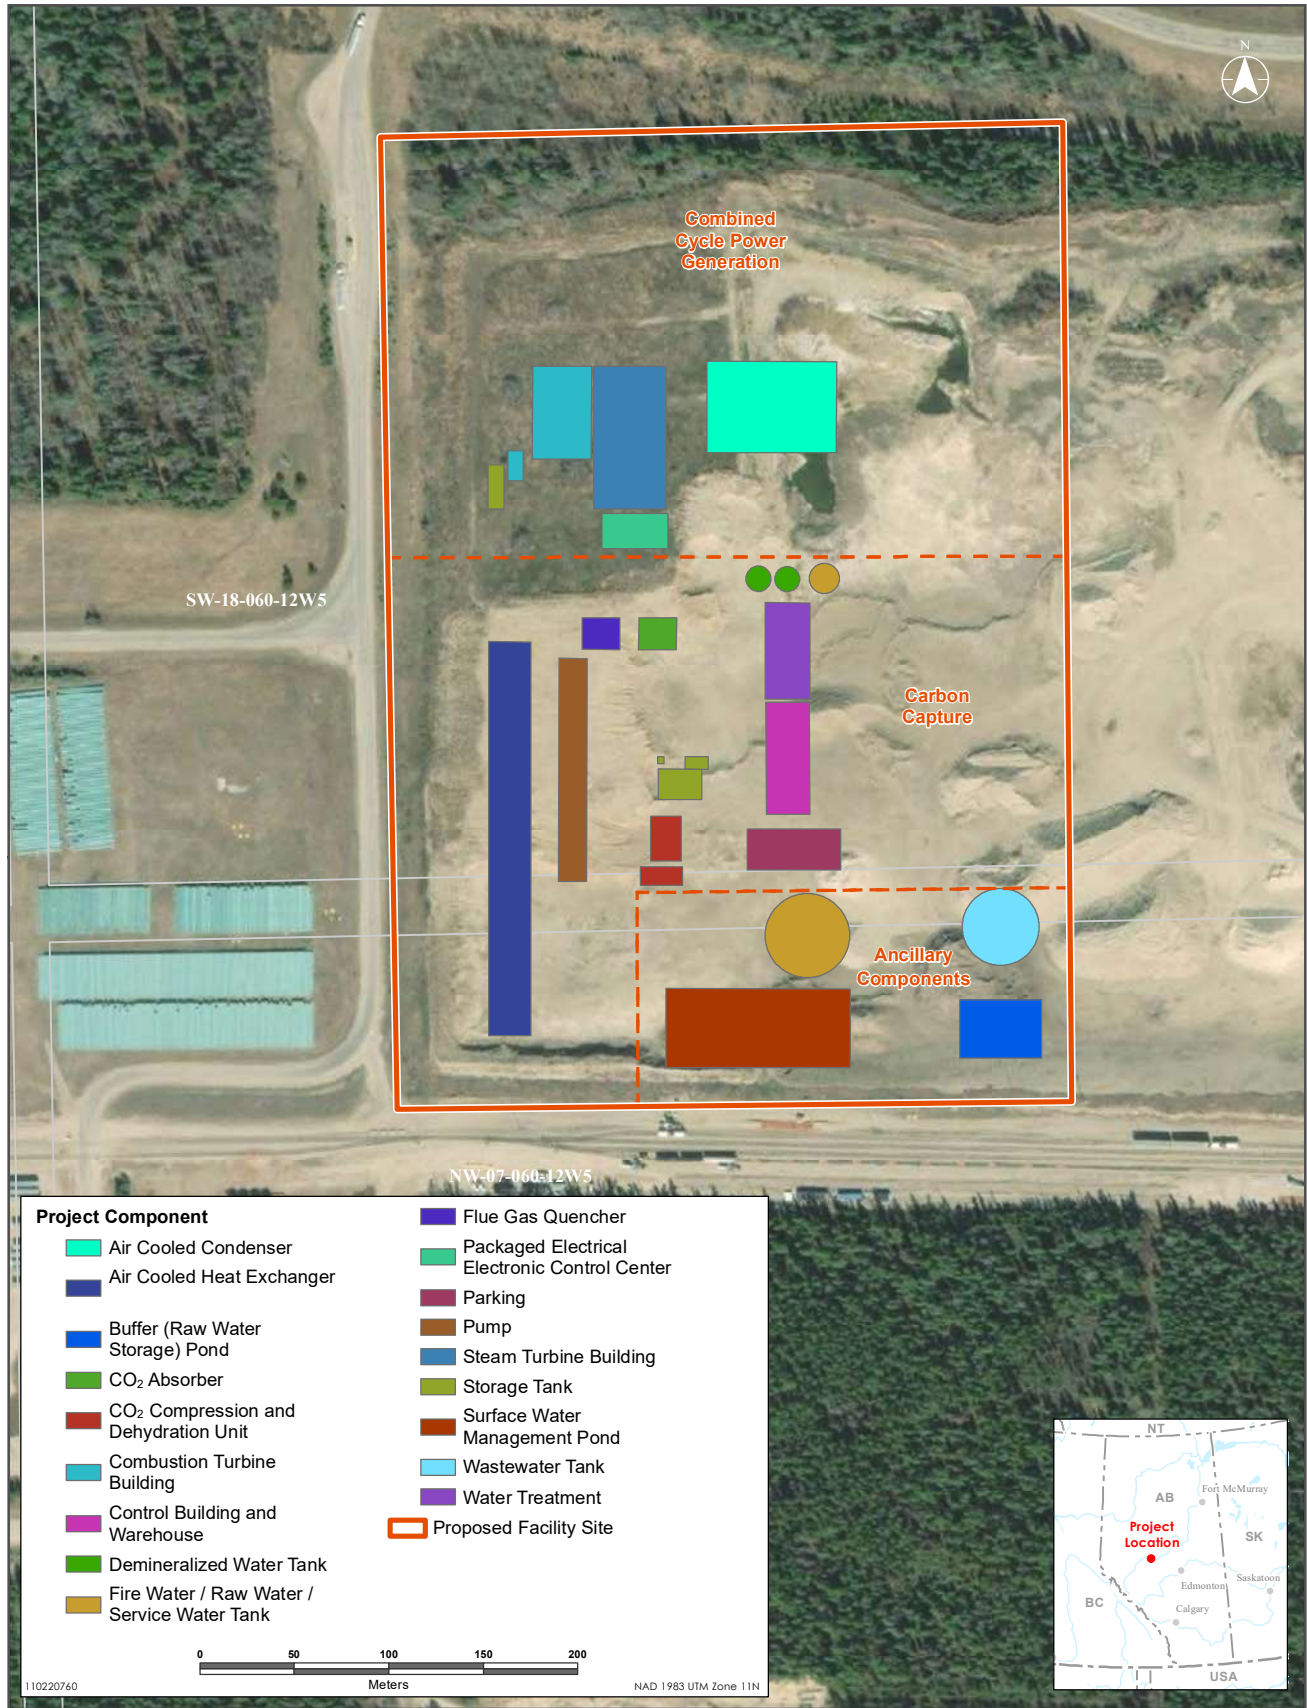 N
Combined
Cycle Power
Generation
SW-18-060-12W5
Carbon
Capture
Ancillary
Components
NW-07-060-12W5
Project Component
Air Cooled Condenser
Air Cooled Heat Exchanger
Buffer (Raw Water
Storage) Pond
CO₂ Absorber
CO₂ Compression and
Dehydration Unit
Combustion Turbine
Building
Control Building and
Warehouse
Demineralized Water Tank
Fire Water / Raw Water /
Service Water Tank
Flue Gas Quencher
Packaged Electrical
Electronic Control Center
Parking
Pump
Steam Turbine Building
Storage Tank
Surface Water
Management Pond
Wastewater Tank
Water Treatment
Proposed Facility Site
0 50 100 150 200
Meters
110220760
NAD 1983 UTM Zone 11N
NT
AB
Fort McMurray
Project
Location
SK
Edmonton
Saskatoon
BC
Calgary
USA